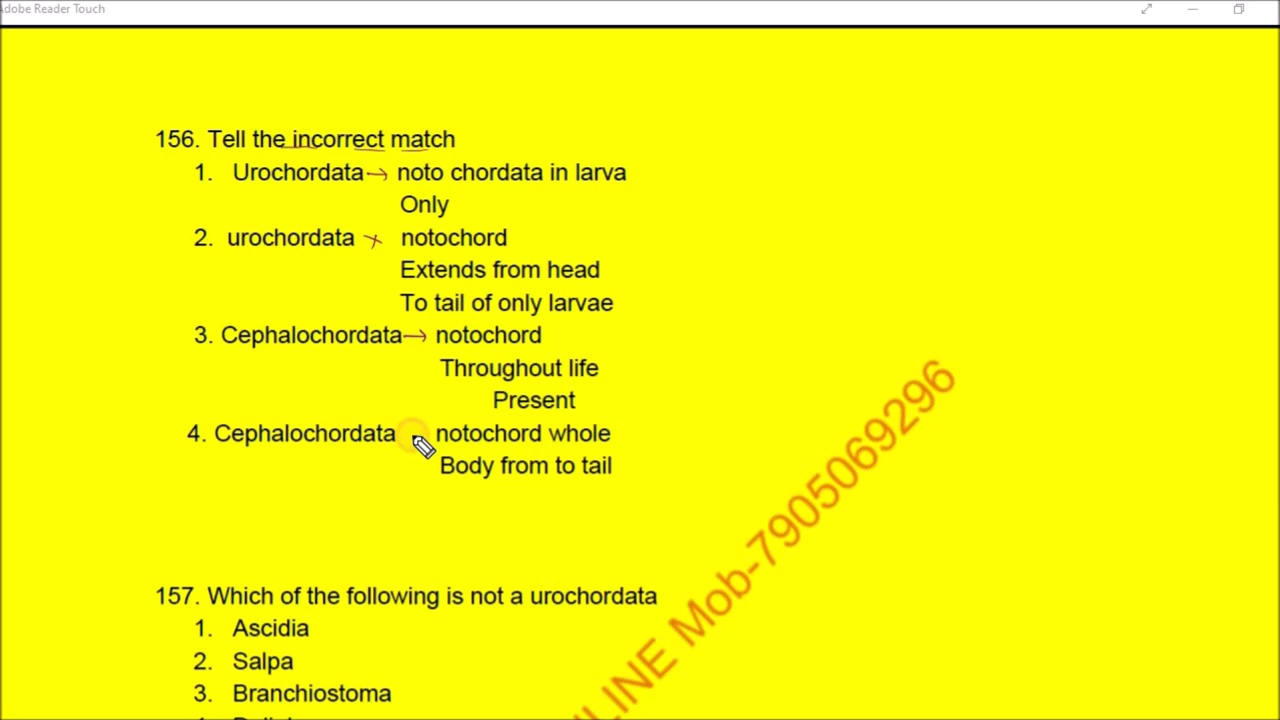 Adobe Reader Touch
156. Tell the incorrect match
1. Urochordata → noto chordata in larva
Only
2. urochordata notochord
Extends from head
To tail of only larvae
3. Cephalochordata → notochord
Throughout life
Present
4. Cephalochordata notochord whole
Body from to tail
157. Which of the following is not a urochordata
1. Ascidia
2. Salpa
3. Branchiostoma
Mob-7905069296